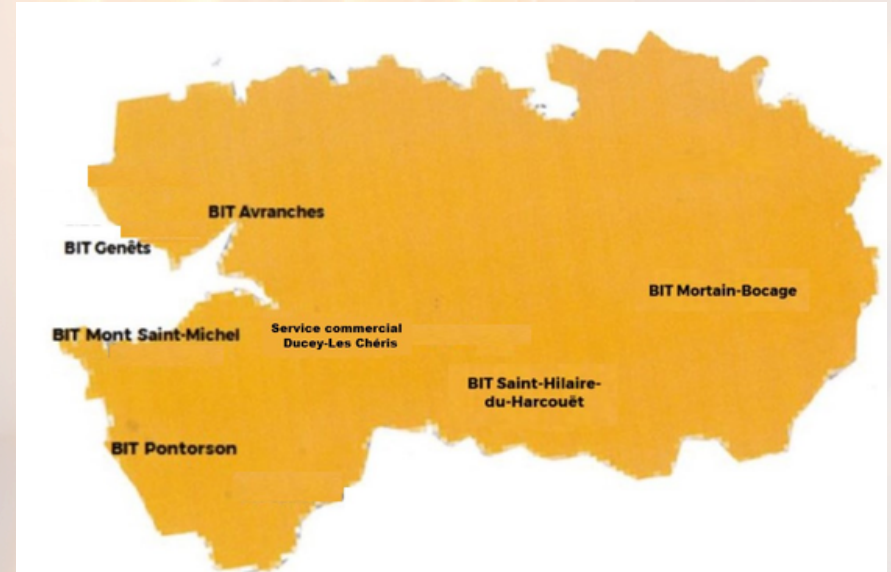 BIT Avranches
BIT Genêts
BIT Mortain-Bocage
BIT Mont Saint-Michel
Service commercial
Ducey-Les Chéris
BIT Saint-Hilaire-
du-Harcouët
BIT Pontorson